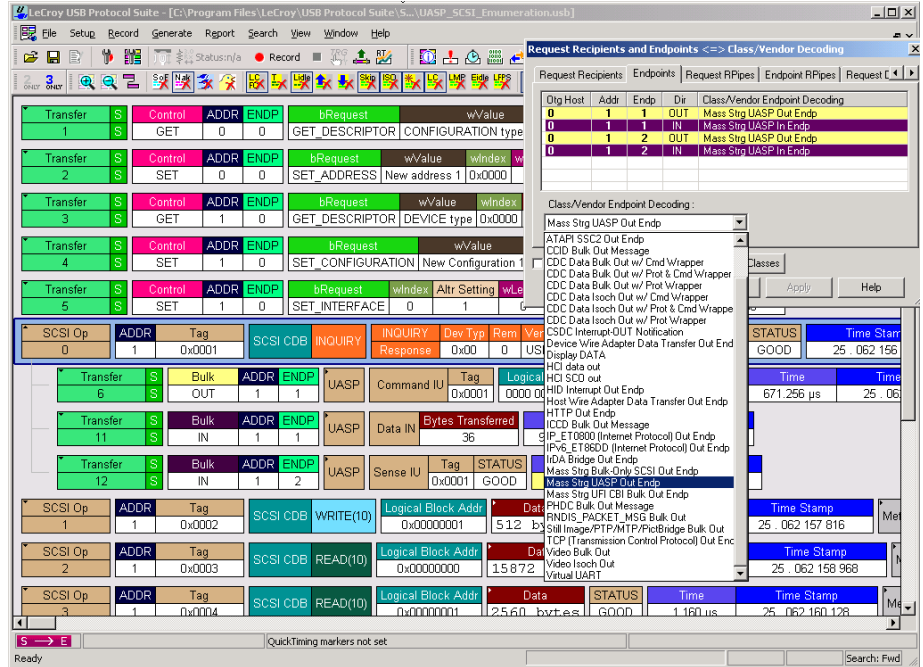 LeCroy USB Protocol Suite - [C:\Program Files\LeCroy\USB Protocol Suite\S...\UASP_SCSI_Enumeration.usb]
File Setup Record Generate Report Search View Window Help
Status:n/a Record
Request Recipients and Endpoints <=> Class/Vendor Decoding
Request Recipients Endpoints Request RPipes Endpoint RPipes Request D
Otg Host Addr Endp Dir Class/Vendor Endpoint Decoding
0 1 1 OUT Mass Strg UASP Out Endp
0 1 1 IN Mass Strg UASP In Endp
0 1 2 OUT Mass Strg UASP Out Endp
0 1 2 IN Mass Strg UASP In Endp
Class/Vendor Endpoint Decoding :
Mass Strg UASP Out Endp
ATAPI SSC2 Out Endp
CCID Bulk Out Message
CDC Data Bulk Out w/ Cmd Wrapper
CDC Data Bulk Out w/ Prot & Cmd Wrapper
CDC Data Bulk Out w/ Prot Wrapper
CDC Data Isoch Out w/ Cmd Wrapper
CDC Data Isoch Out w/ Prot & Cmd Wrappe
CDC Data Isoch Out w/ Prot Wrapper
CSDC Interrupt-OUT Notification
Device Wire Adapter Data Transfer Out End
Display DATA
HCI data out
HCI SCO out
HID Interrupt Out Endp
Host Wire Adapter Data Transfer Out Endp
HTTP Out Endp
ICCD Bulk Out Message
IP_ET0800 (Internet Protocol) Out Endp
IPv6_ET86DD (Internet Protocol) Out Endp
IrDA Bridge Out Endp
Mass Strg Bulk-Only SCSI Out Endp
Mass Strg UASP Out Endp
Mass Strg UFI CBI Bulk Out Endp
PHDC Bulk Out Message
RNDIS_PACKET_MSG Bulk Out
Still Image/PTP/MTP/PictBridge Bulk Out
TCP (Transmission Control Protocol) Out Enc
Video Bulk Out
Video Isoch Out
Virtual UART
Classes
Apply Help
Transfer S Control ADDR ENDP bRequest wValue
1 S GET 0 0 GET_DESCRIPTOR CONFIGURATION type
Transfer S Control ADDR ENDP bRequest wValue wIndex w
2 S SET 0 0 SET_ADDRESS New address 1 0x0000
Transfer S Control ADDR ENDP bRequest wValue wIndex
3 S GET 1 0 GET_DESCRIPTOR DEVICE type 0x0000
Transfer S Control ADDR ENDP bRequest wValue
4 S SET 1 0 SET_CONFIGURATION New Configuration 1
Transfer S Control ADDR ENDP bRequest wIndex Altr Setting wLe
5 S SET 1 0 SET_INTERFACE 0 1
SCSI Op ADDR Tag SCSI CDB INQUIRY INQUIRY Dev Typ Rem Ver STATUS Time Stam
0 1 0x0001 Response 0x00 0 USI GOOD 25 . 062 156
Transfer S Bulk ADDR ENDP UASP Command IU Tag Logical Time Time
6 S OUT 1 1 0x0001 0000 00 671.256 µs 25 . 06
Transfer S Bulk ADDR ENDP UASP Data IN Bytes Transferred
11 S IN 1 1 36 9
Transfer S Bulk ADDR ENDP UASP Sense IU Tag STATUS
12 S IN 1 2 0x0001 GOOD
SCSI Op ADDR Tag SCSI CDB WRITE(10) Logical Block Addr Data Time Stamp Met
1 1 0x0002 0x00000001 512 by 25 . 062 157 816
SCSI Op ADDR Tag SCSI CDB READ(10) Logical Block Addr Da Time Stamp
2 1 0x0003 0x00000000 15872 25 . 062 158 968
SCSI Op ADDR Tag SCSI CDB READ(10) Logical Block Addr Data STATUS Time Time Stamp Me
3 1 0x0004 0x00000001 2560 bytes GOOD 1.160 us 25 . 062 160 128
S → E QuickTiming markers not set
Ready Search: Fwd